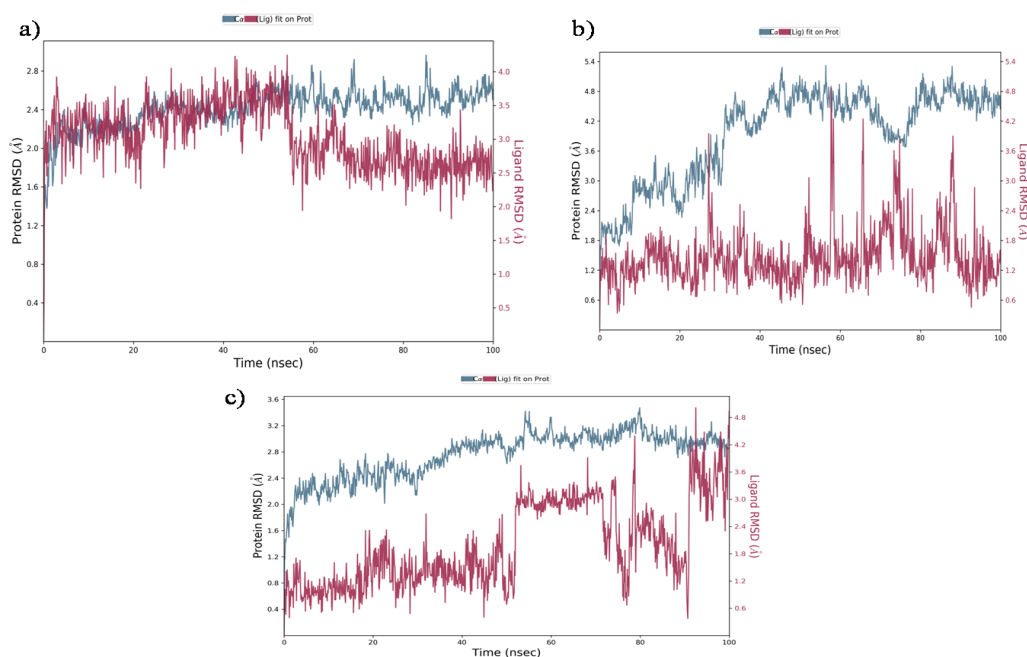 a)
Cα (Lig) fit on Prot
Protein RMSD (Å)
2.8
2.4
2.0
1.6
1.2
0.8
0.4
4.0
3.5
3.0
2.5
2.0
1.5
1.0
0.5
Ligand RMSD (Å)
0 20 40 60 80 100
Time (nsec)
b)
Cα (Lig) fit on Prot
Protein RMSD (Å)
5.4
4.8
4.2
3.6
3.0
2.4
1.8
1.2
0.6
5.4
4.8
4.2
3.6
3.0
2.4
1.8
1.2
0.6
Ligand RMSD (Å)
0 20 40 60 80 100
Time (nsec)
c)
Cα (Lig) fit on Prot
Protein RMSD (Å)
3.6
3.2
2.8
2.4
2.0
1.6
1.2
0.8
0.4
4.8
4.2
3.6
3.0
2.4
1.8
1.2
0.6
Ligand RMSD (Å)
0 20 40 60 80 100
Time (nsec)